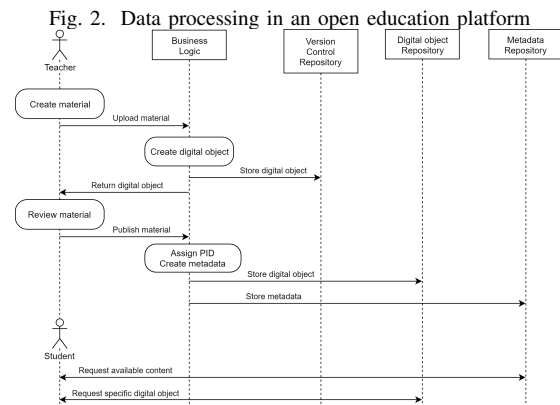 Fig. 2. Data processing in an open education platform
Teacher
Business
Logic
Version
Control
Repository
Digital object
Repository
Metadata
Repository
Create material
Upload material
Create digital object
Store digital object
Return digital object
Review material
Publish material
Assign PID
Create metadata
Store digital object
Store metadata
Student
Request available content
Request specific digital object